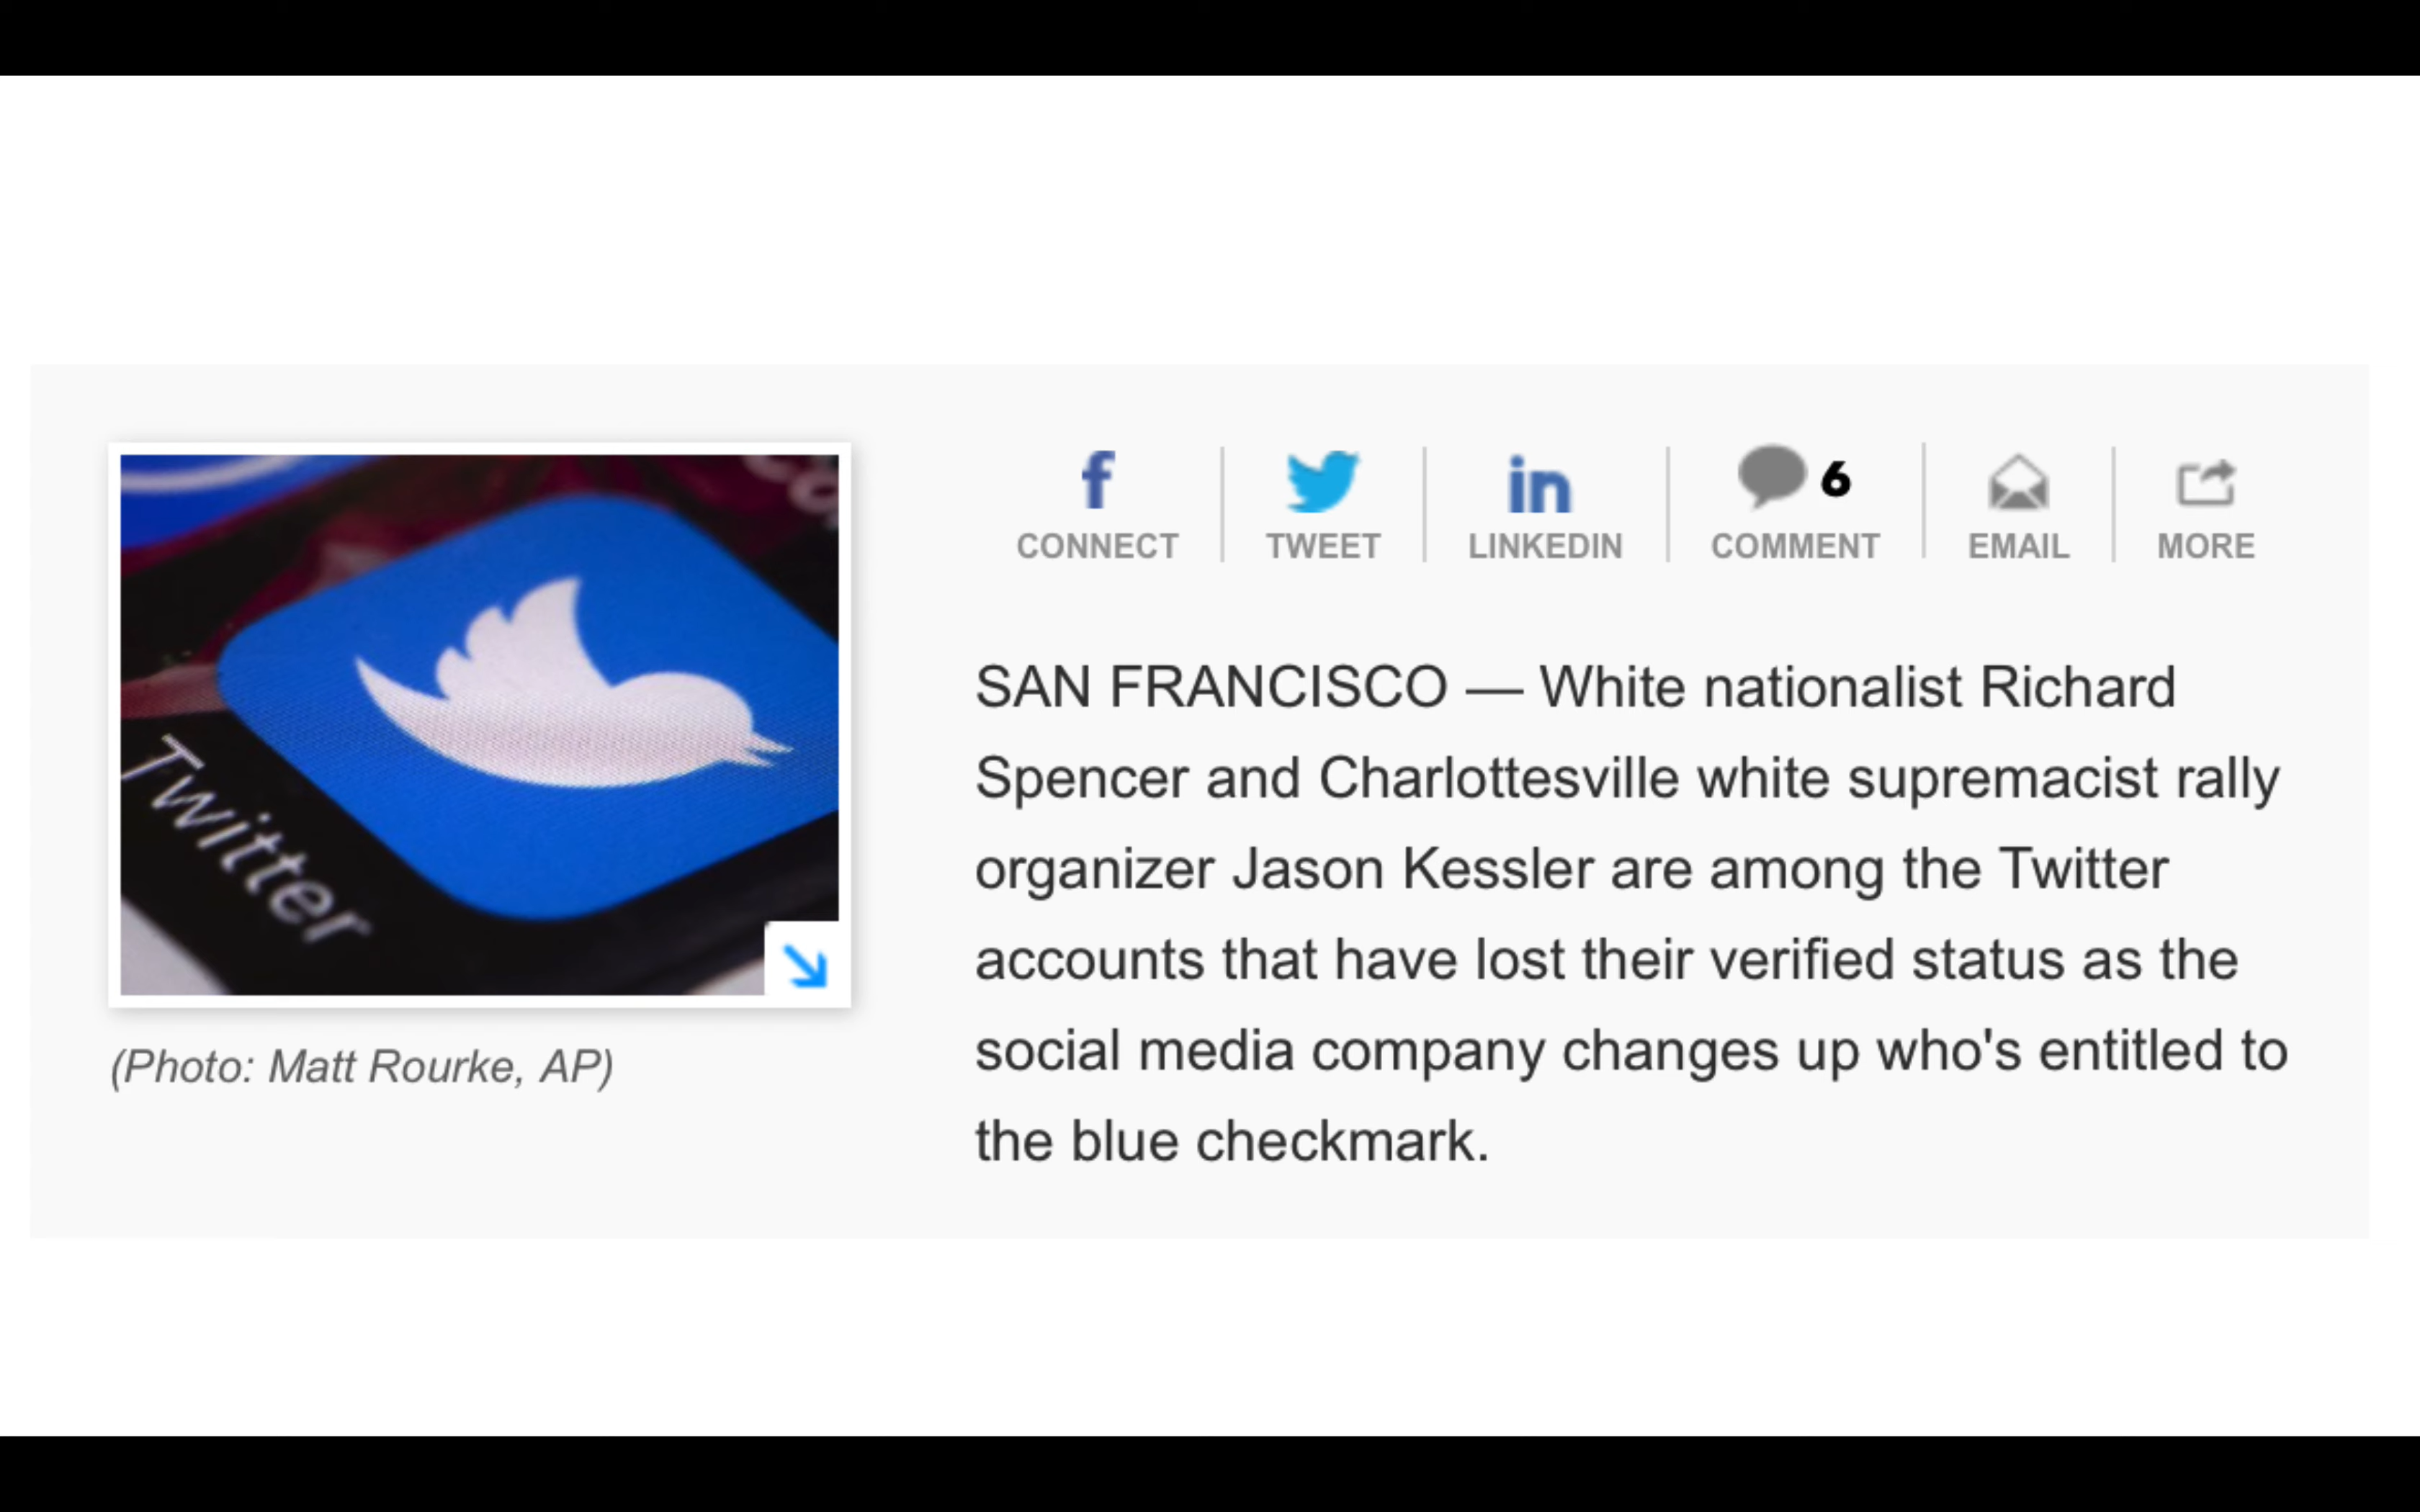 Twitter
(Photo: Matt Rourke, AP)
CONNECT
TWEET
LINKEDIN
6
COMMENT
EMAIL
MORE
SAN FRANCISCO — White nationalist Richard
Spencer and Charlottesville white supremacist rally
organizer Jason Kessler are among the Twitter
accounts that have lost their verified status as the
social media company changes up who's entitled to
the blue checkmark.